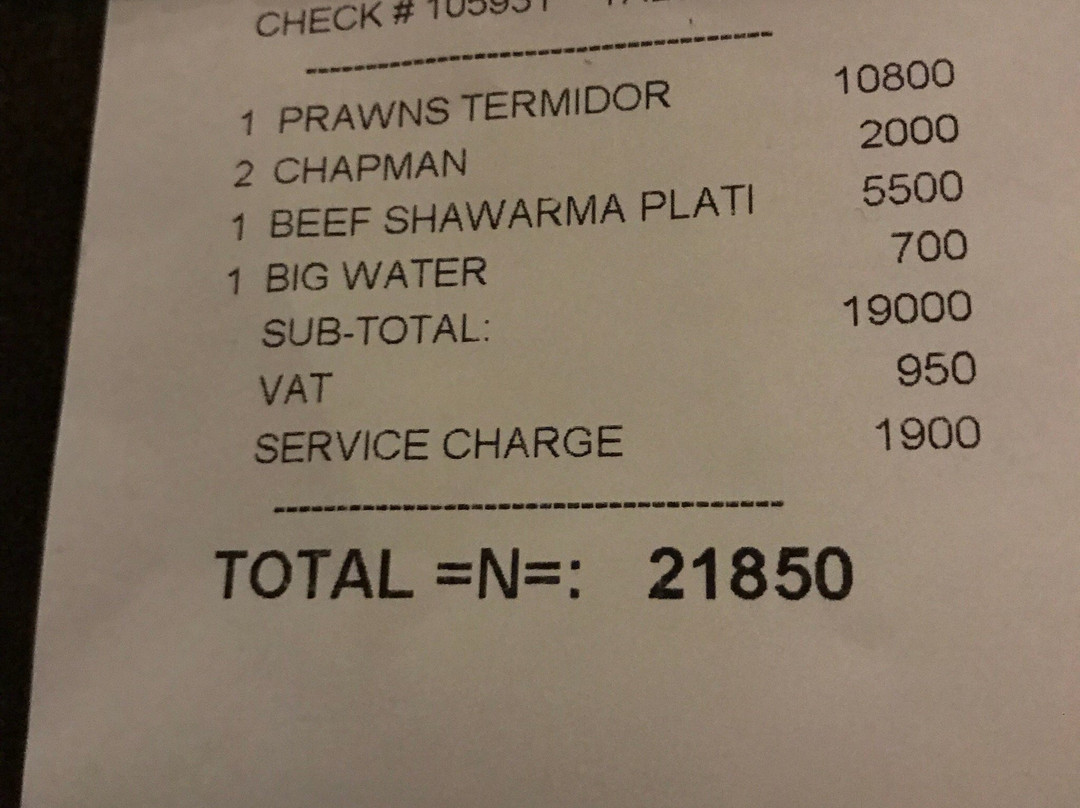 CHECK # 105931
1 PRAWNS TERMIDOR 10800
2 CHAPMAN 2000
1 BEEF SHAWARMA PLATI 5500
1 BIG WATER 700
SUB-TOTAL: 19000
VAT 950
SERVICE CHARGE 1900
TOTAL =N=: 21850